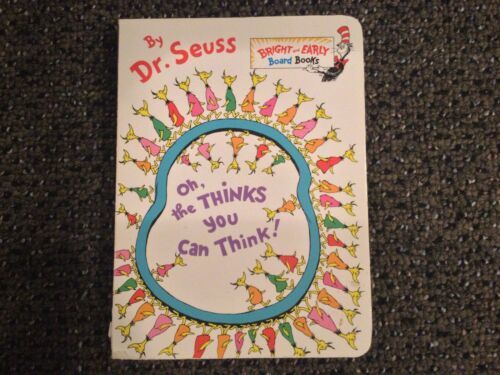 By
Dr. Seuss
BRIGHT and EARLY
Board Books
Oh,
the THINKS
you
Can Think!